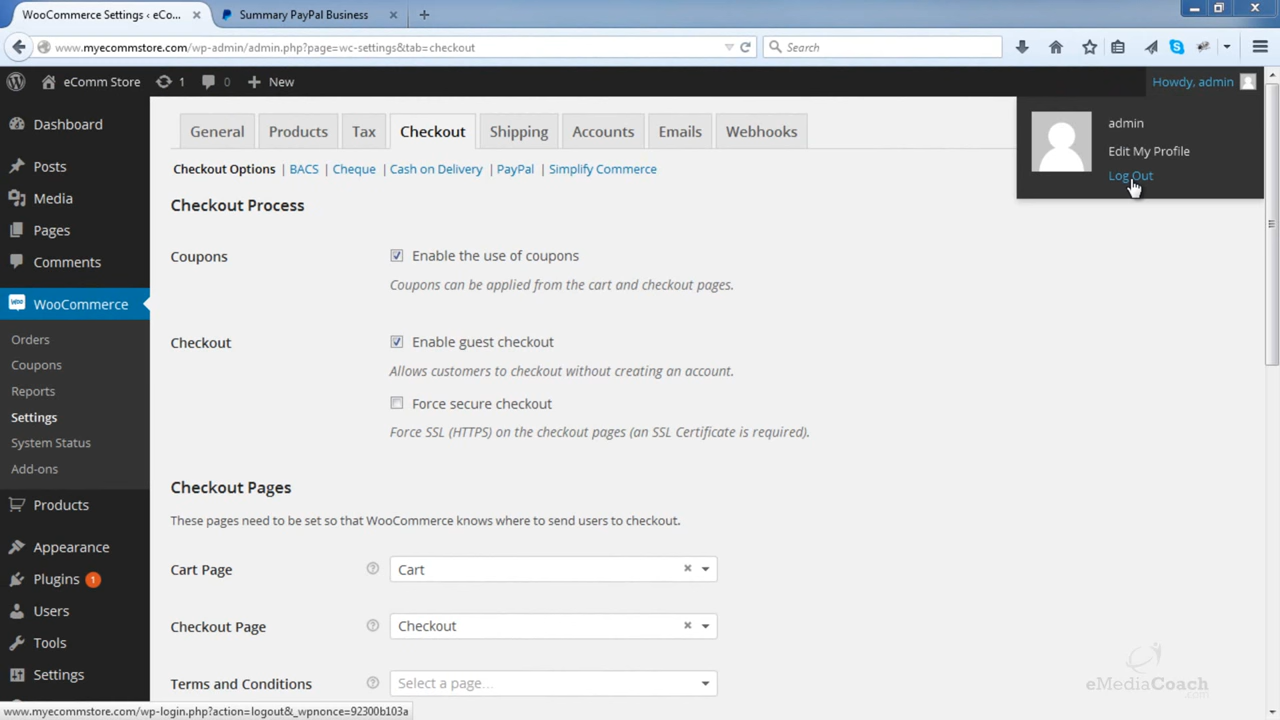 WooCommerce Settings ‹ eCo...
Summary PayPal Business
www.myecommstore.com/wp-admin/admin.php?page=wc-settings&tab=checkout
Search
eComm Store
1
0
New
Howdy, admin
admin
Edit My Profile
Log Out
Dashboard
Posts
Media
Pages
Comments
WooCommerce
Orders
Coupons
Reports
Settings
System Status
Add-ons
Products
Appearance
Plugins 1
Users
Tools
Settings
General
Products
Tax
Checkout
Shipping
Accounts
Emails
Webhooks
Checkout Options | BACS | Cheque | Cash on Delivery | PayPal | Simplify Commerce
Checkout Process
Coupons
Enable the use of coupons
Coupons can be applied from the cart and checkout pages.
Checkout
Enable guest checkout
Allows customers to checkout without creating an account.
Force secure checkout
Force SSL (HTTPS) on the checkout pages (an SSL Certificate is required).
Checkout Pages
These pages need to be set so that WooCommerce knows where to send users to checkout.
Cart Page
Cart
Checkout Page
Checkout
Terms and Conditions
Select a page...
eMediaCoach
www.myecommstore.com/wp-login.php?action=logout&_wpnonce=92300b103a